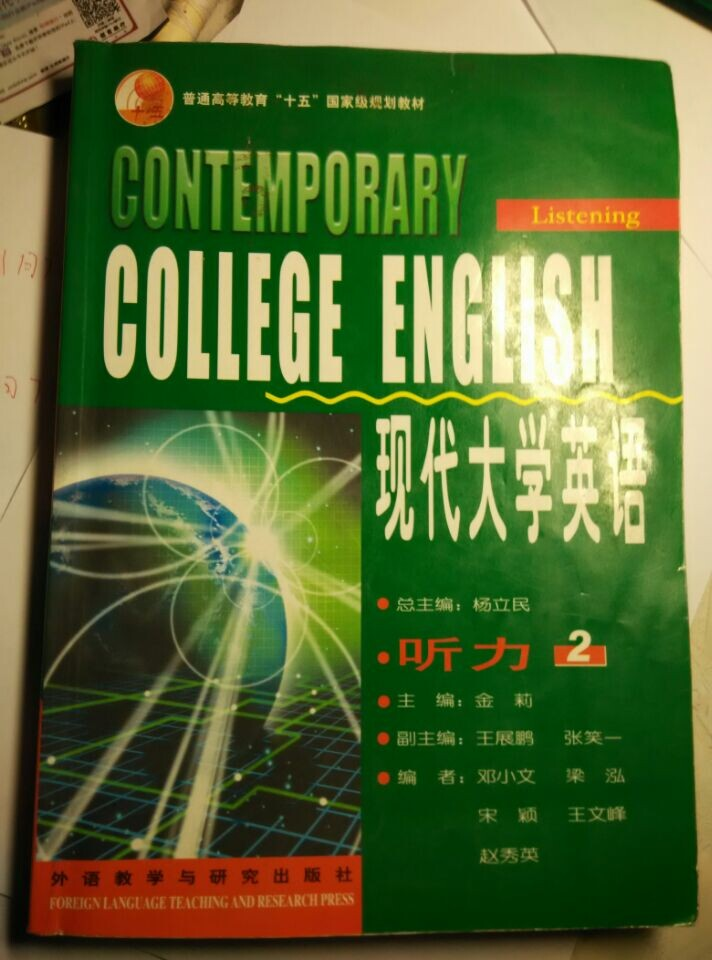 普通高等教育“十五”国家级规划教材
CONTEMPORARY
Listening
COLLEGE ENGLISH
现代大学英语
总主编：杨立民
听力 2
主 编：金 莉
副主编：王展鹏 张笑一
编 者：邓小文 梁 泓
宋 颖 王文峰
赵秀英
外语教学与研究出版社
FOREIGN LANGUAGE TEACHING AND RESEARCH PRESS